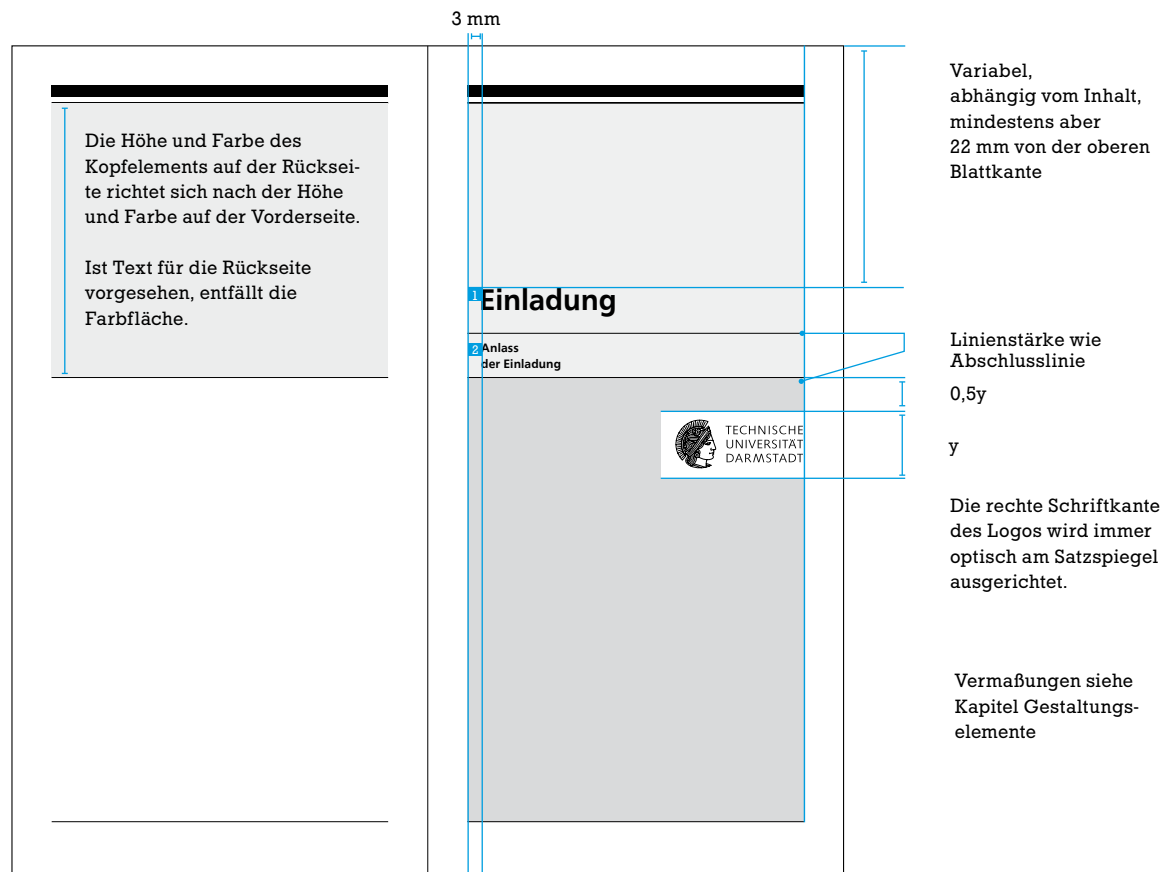 3 mm
Die Höhe und Farbe des
Kopfelements auf der Rücksei-
te richtet sich nach der Höhe
und Farbe auf der Vorderseite.
Ist Text für die Rückseite
vorgesehen, entfällt die
Farbfläche.
1 Einladung
2 Anlass
der Einladung
TECHNISCHE
UNIVERSITÄT
DARMSTADT
Variabel,
abhängig vom Inhalt,
mindestens aber
22 mm von der oberen
Blattkante
Linienstärke wie
Abschlusslinie
0,5y
y
Die rechte Schriftkante
des Logos wird immer
optisch am Satzspiegel
ausgerichtet.
Vermaßungen siehe
Kapitel Gestaltungs-
elemente